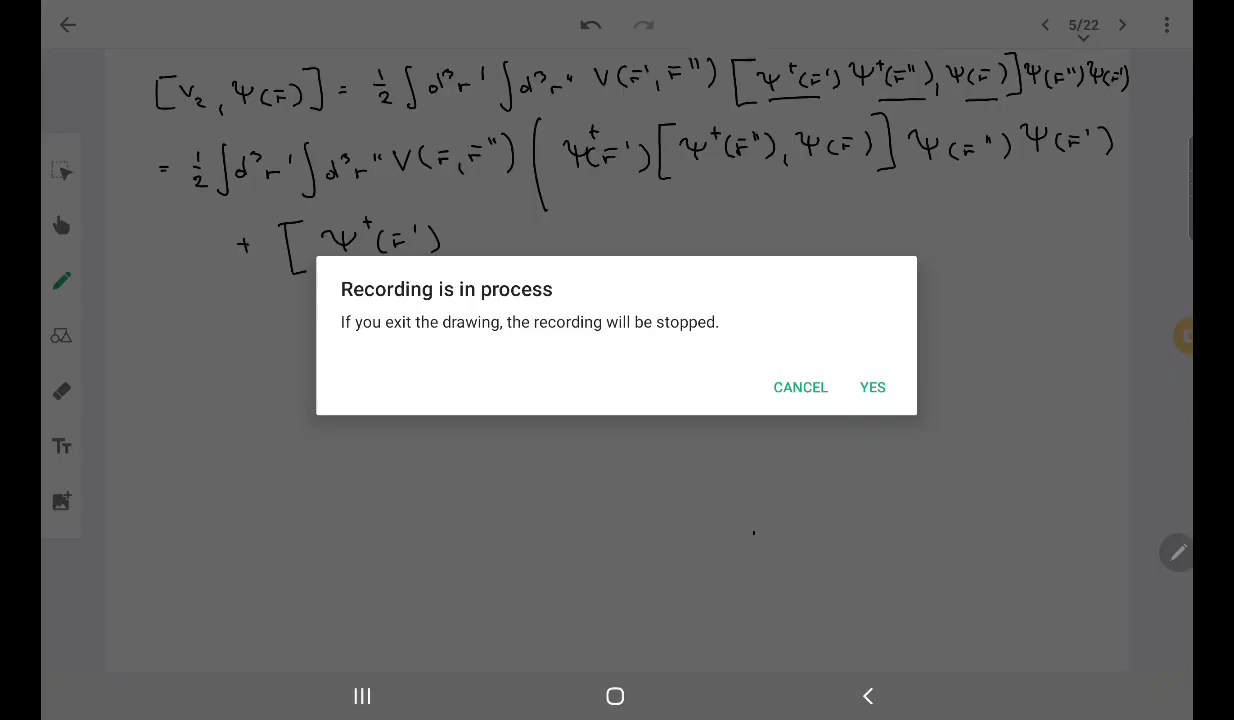 5/22
[V₂, Ψ(r̄)] = 1/2 ∫ d³r' ∫ d³r" V(r̄', r̄") [Ψ⁺(r̄') Ψ⁺(r̄"), Ψ(r̄)] Ψ(r̄") Ψ(r̄')
= 1/2 ∫ d³r' ∫ d³r" V(r̄, r̄") ( Ψ⁺(r̄') [Ψ⁺(r̄"), Ψ(r̄)] Ψ(r̄") Ψ(r̄')
+ [ Ψ⁺(r̄')
Recording is in process
If you exit the drawing, the recording will be stopped.
CANCEL YES
Tт